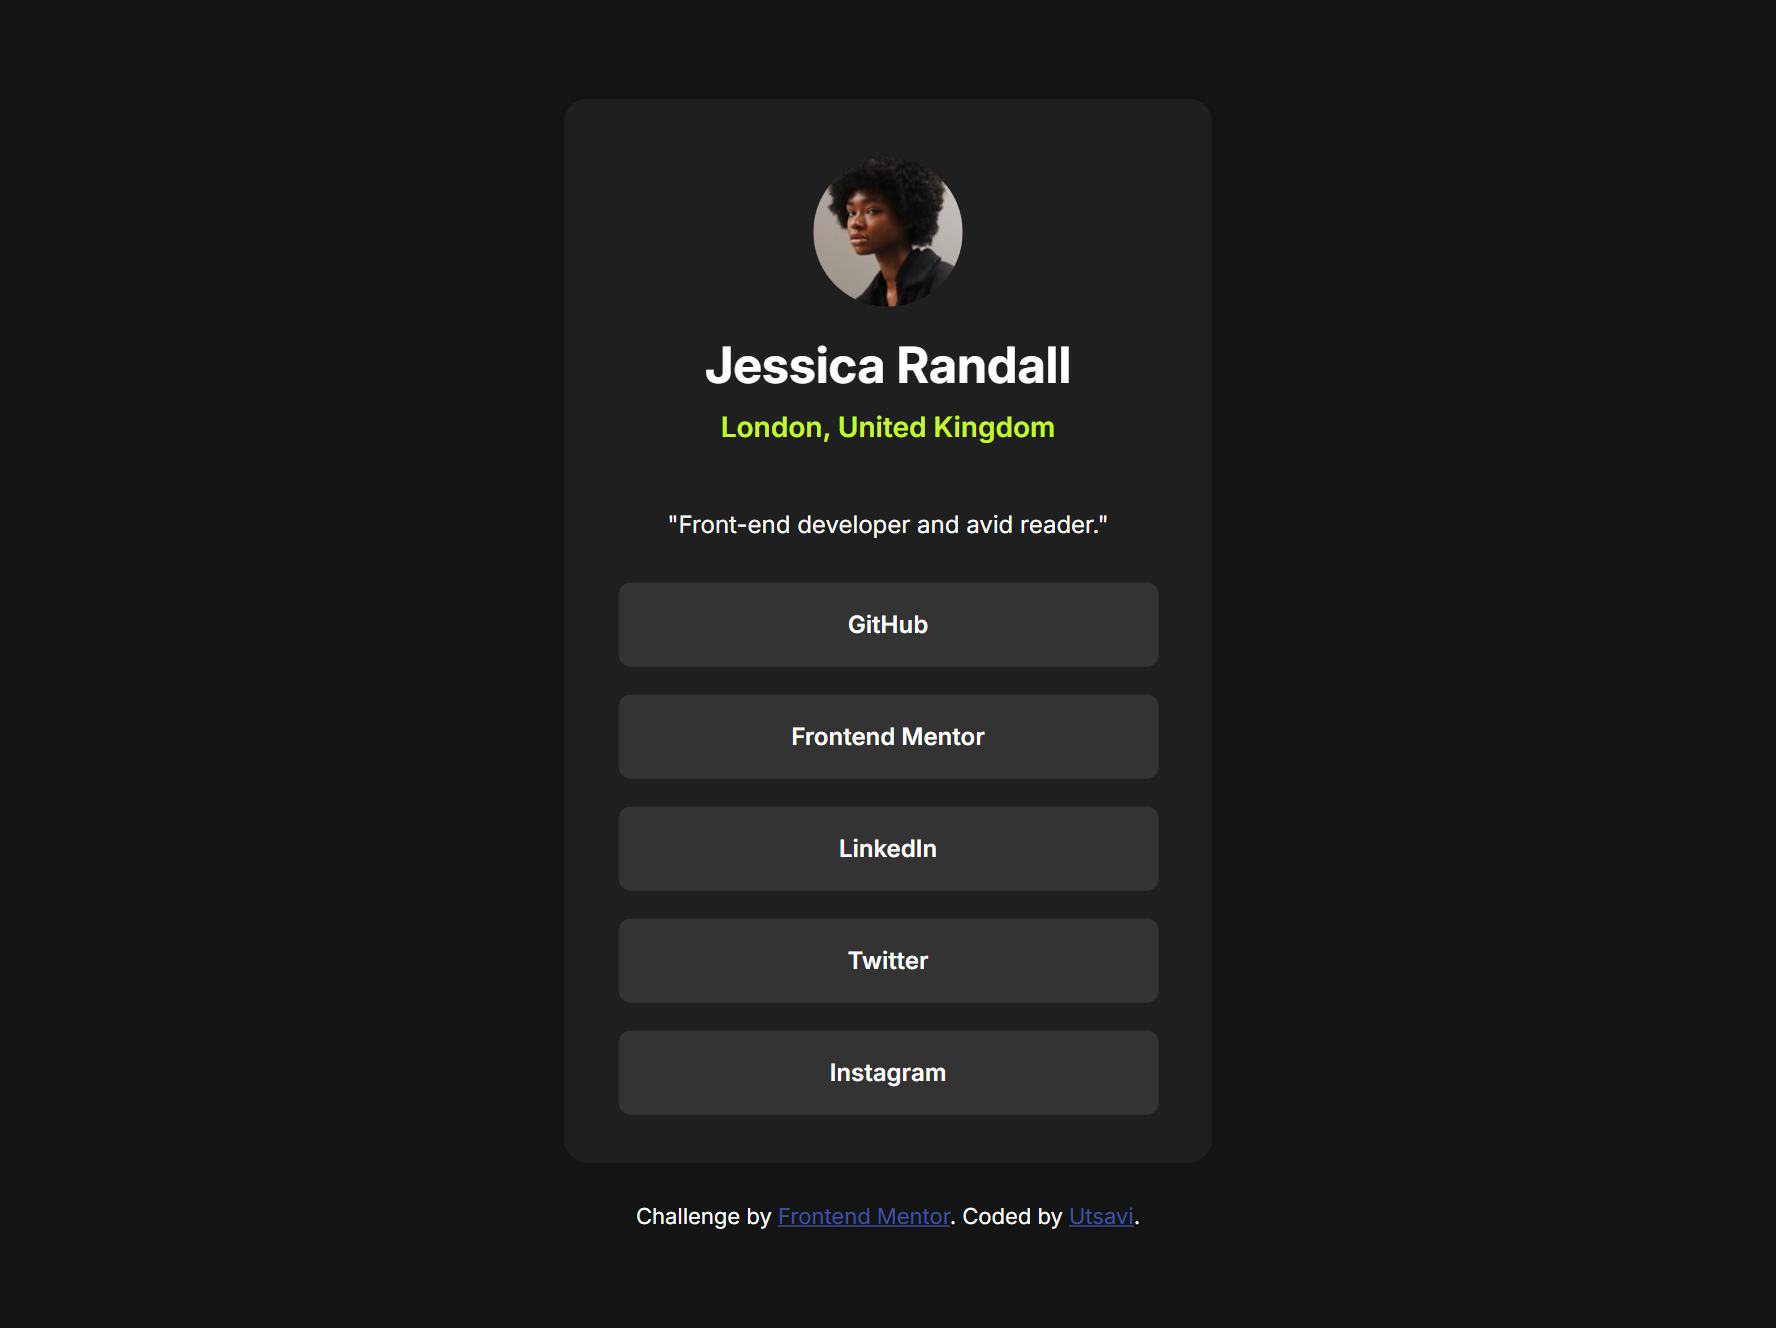 Jessica Randall
London, United Kingdom
"Front-end developer and avid reader."
GitHub
Frontend Mentor
LinkedIn
Twitter
Instagram
Challenge by Frontend Mentor. Coded by Utsavi.